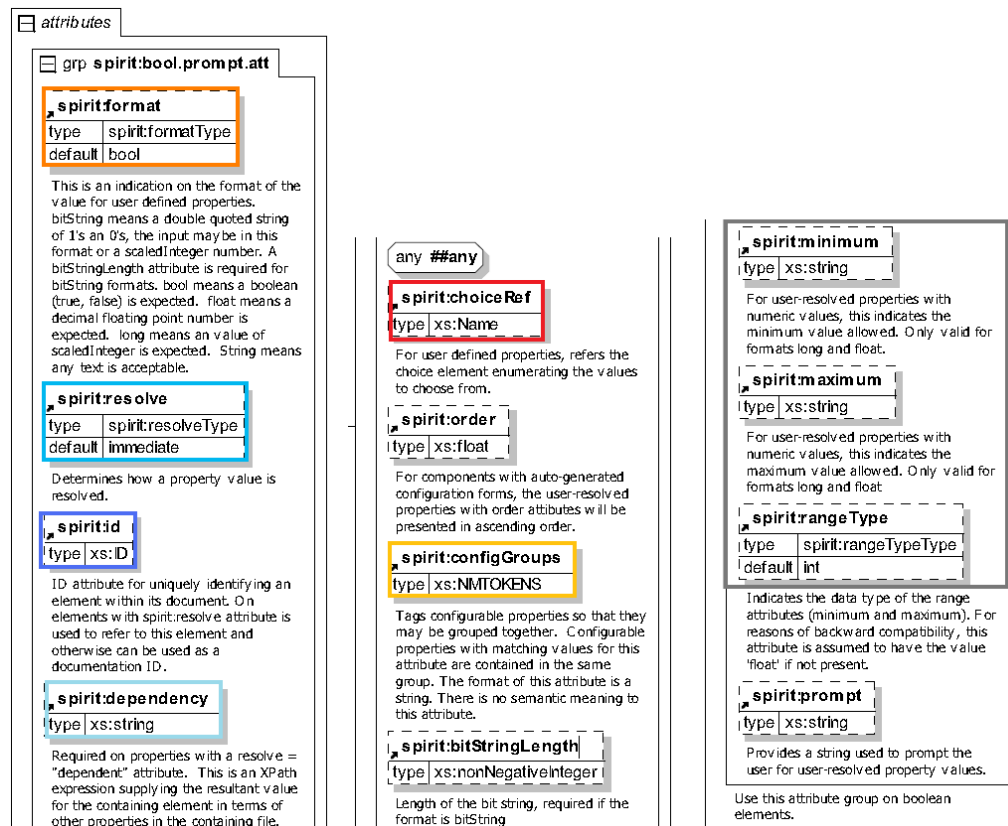 attributes
grp spirit:bool.prompt.att
spirit:format
type spirit:formatType
default bool
This is an indication on the format of the
value for user defined properties.
bitString means a double quoted string
of 1's an 0's, the input may be in this
format or a scaledInteger number. A
bitStringLength attribute is required for
bitString formats. bool means a boolean
(true, false) is expected. float means a
decimal floating point number is
expected. long means an value of
scaledInteger is expected. String means
any text is acceptable.
spirit:resolve
type spirit:resolveType
default immediate
Determines how a property value is
resolved.
spirit:id
type xs:ID
ID attribute for uniquely identifying an
element within its document. On
elements with spirit:resolve attribute is
used to refer to this element and
otherwise can be used as a
documentation ID.
spirit:dependency
type xs:string
Required on properties with a resolve =
"dependent" attribute. This is an XPath
expression supplying the resultant value
for the containing element in terms of
other properties in the containing file.
any ##any
spirit:choiceRef
type xs:Name
For user defined properties, refers the
choice element enumerating the values
to choose from.
spirit:order
type xs:float
For components with auto-generated
configuration forms, the user-resolved
properties with order attibutes will be
presented in ascending order.
spirit:configGroups
type xs:NMTOKENS
Tags configurable properties so that they
may be grouped together. Configurable
properties with matching values for this
attribute are contained in the same
group. The format of this attribute is a
string. There is no semantic meaning to
this attribute.
spirit:bitStringLength
type xs:nonNegativeInteger
Length of the bit string, required if the
format is bitString
spirit:minimum
type xs:string
For user-resolved properties with
numeric values, this indicates the
minimum value allowed. Only valid for
formats long and float.
spirit:maximum
type xs:string
For user-resolved properties with
numeric values, this indicates the
maximum value allowed. Only valid for
formats long and float
spirit:rangeType
type spirit:rangeTypeType
default int
Indicates the data type of the range
attributes (minimum and maximum). For
reasons of backward compatibility, this
attribute is assumed to have the value
'float' if not present.
spirit:prompt
type xs:string
Provides a string used to prompt the
user for user-resolved property values.
Use this attribute group on boolean
elements.